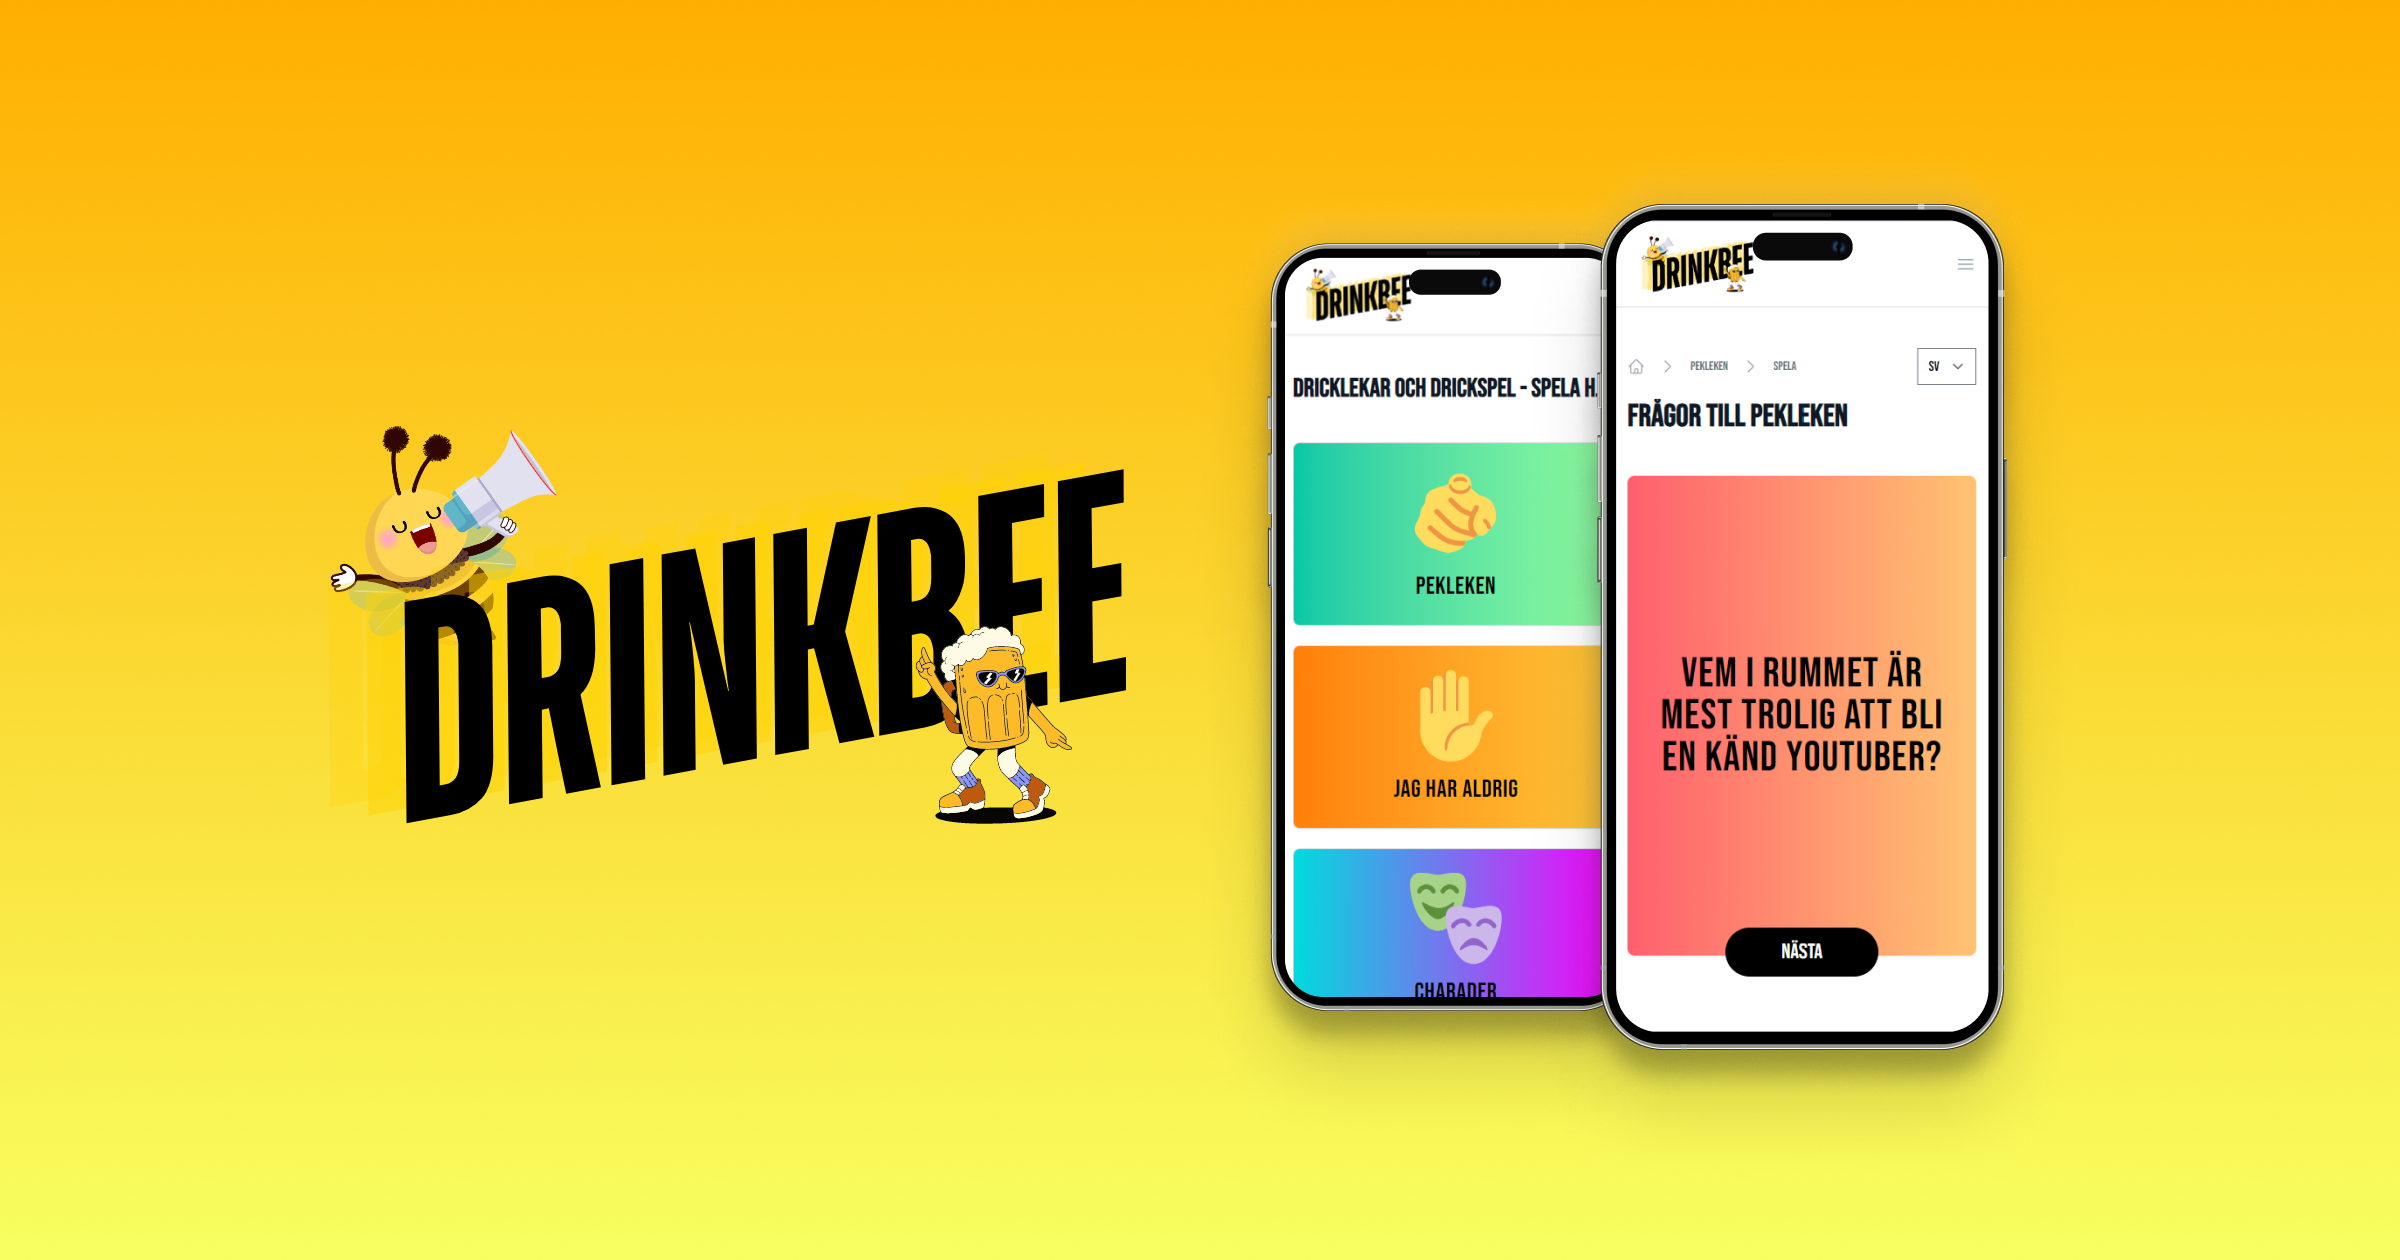 DRINKBEE
DRINKBEE
DRICKLEKAR OCH DRICKSPEL - SPELA H
PEKLEKEN
JAG HAR ALDRIG
CHARADER
DRINKBEE
PEKLEKEN
SPELA
SV
FRÅGOR TILL PEKLEKEN
VEM I RUMMET ÄR
MEST TROLIG ATT BLI
EN KÄND YOUTUBER?
NÄSTA